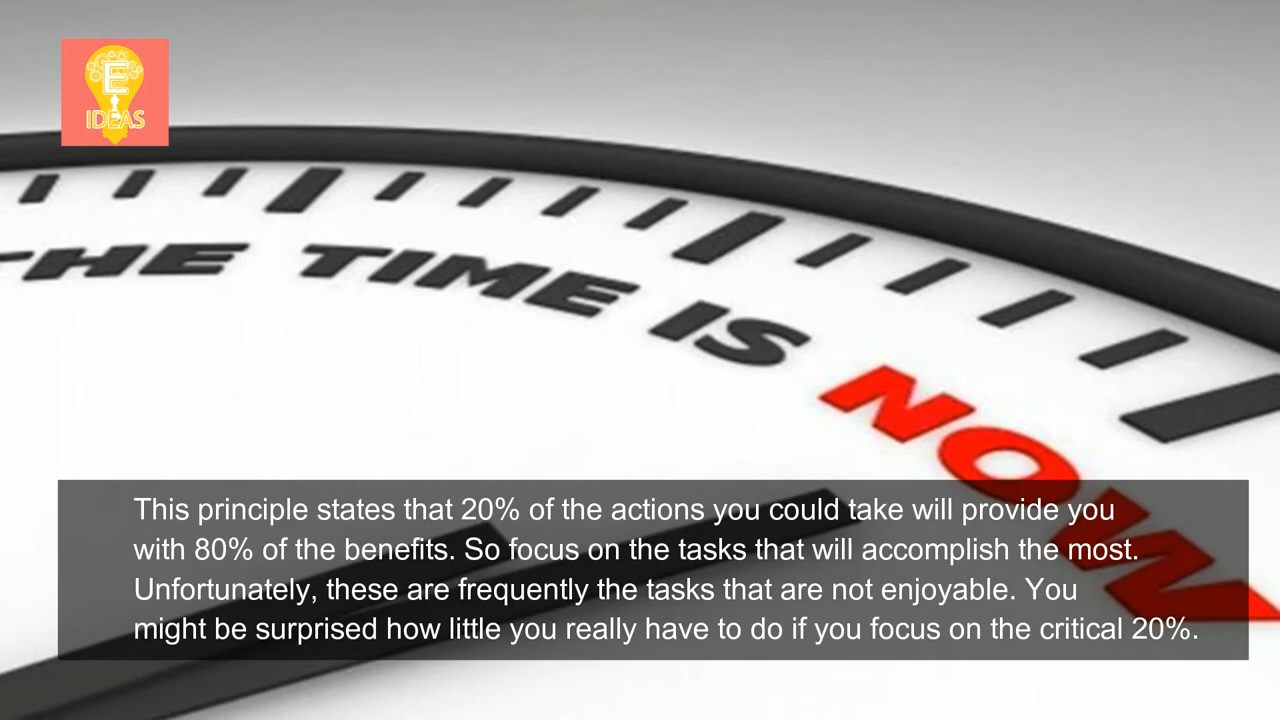 E
IDEAS
THE TIME IS NOW
This principle states that 20% of the actions you could take will provide you
with 80% of the benefits. So focus on the tasks that will accomplish the most.
Unfortunately, these are frequently the tasks that are not enjoyable. You
might be surprised how little you really have to do if you focus on the critical 20%.